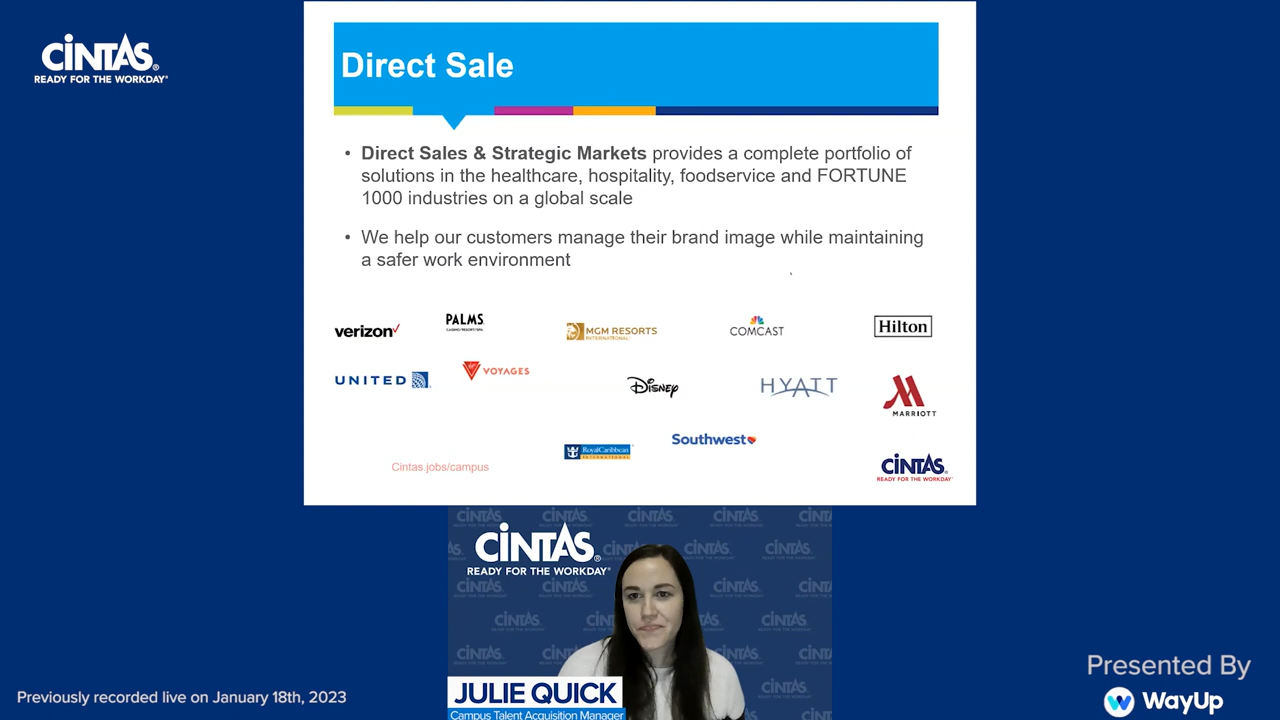 CINTAS®
READY FOR THE WORKDAY®
Direct Sale
• Direct Sales & Strategic Markets provides a complete portfolio of
solutions in the healthcare, hospitality, foodservice and FORTUNE
1000 industries on a global scale
• We help our customers manage their brand image while maintaining
a safer work environment
verizon
PALMS
CASINO RESORT SPA
MGM RESORTS
INTERNATIONAL
COMCAST
Hilton
UNITED
VOYAGES
Disney
HYATT
MARRIOTT
RoyalCaribbean
INTERNATIONAL
Southwest
Cintas.jobs/campus
CINTAS®
READY FOR THE WORKDAY®
CINTAS®
READY FOR THE WORKDAY®
JULIE QUICK
Campus Talent Acquisition Manager
Previously recorded live on January 18th, 2023
Presented By
WayUp